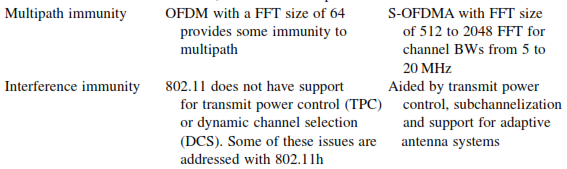 Multipath immunity OFDM with a FFT size of 64 S-OFDMA with FFT size
provides some immunity to of 512 to 2048 FFT for
multipath channel BWs from 5 to
20 MHz
Interference immunity 802.11 does not have support Aided by transmit power
for transmit power control (TPC) control, subchannelization
or dynamic channel selection and support for adaptive
(DCS). Some of these issues are antenna systems
addressed with 802.11h